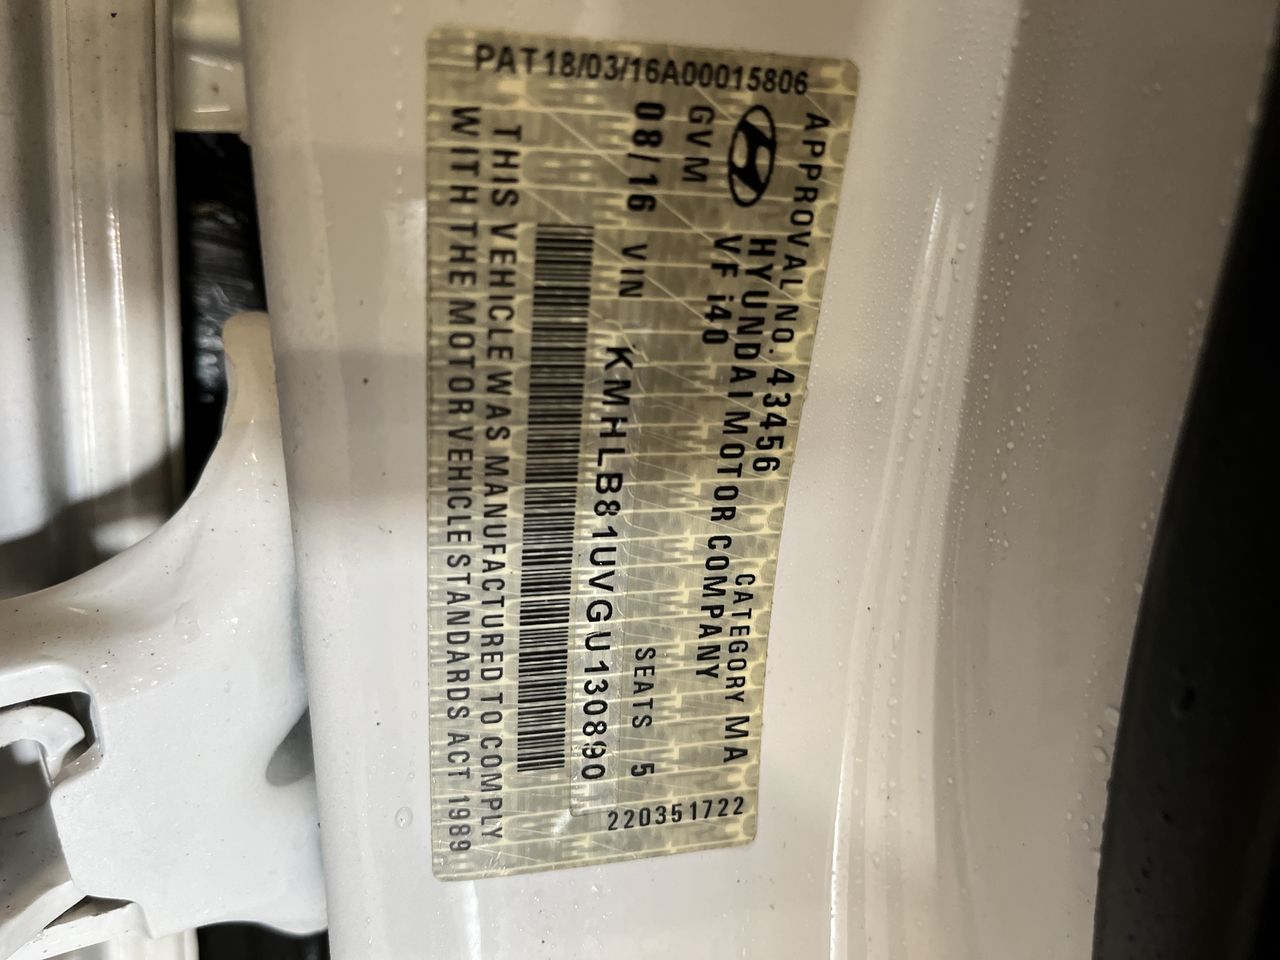 PAT18/03/16A00015806
APPROVAL NO. 43456 CATEGORY MA
HYUNDAI MOTOR COMPANY
VF i40
GVM
08/16 VIN KMHLB81UVGU130890 SEATS 5
THIS VEHICLE WAS MANUFACTURED TO COMPLY
WITH THE MOTOR VEHICLE STANDARDS ACT 1989
220351722